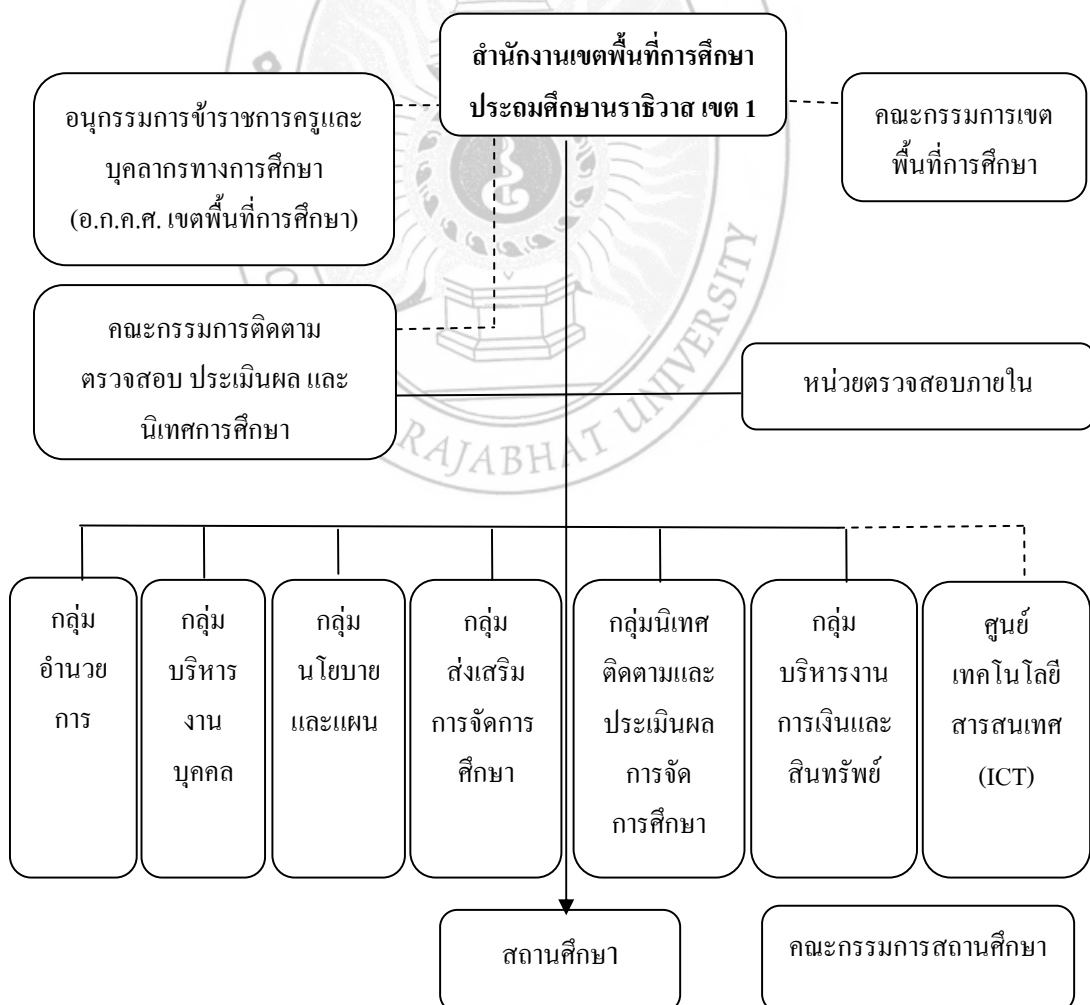 สำนักงานเขตพื้นที่การศึกษา
ประถมศึกษานราธิวาส เขต 1
อนุกรรมการข้าราชการครูและ
บุคลากรทางการศึกษา
(อ.ก.ค.ศ. เขตพื้นที่การศึกษา)
คณะกรรมการเขต
พื้นที่การศึกษา
คณะกรรมการติดตาม
ตรวจสอบ ประเมินผล และ
นิเทศการศึกษา
หน่วยตรวจสอบภายใน
RAJABHAT UNIVERSITY
กลุ่ม
อำนวย
การ
กลุ่ม
บริหาร
งาน
บุคคล
กลุ่ม
นโยบาย
และแผน
กลุ่ม
ส่งเสริม
การจัดการ
ศึกษา
กลุ่มนิเทศ
ติดตามและ
ประเมินผล
การจัด
การศึกษา
กลุ่ม
บริหารงาน
การเงินและ
สินทรัพย์
ศูนย์
เทคโนโลยี
สารสนเทศ
(ICT)
สถานศึกษา
คณะกรรมการสถานศึกษา